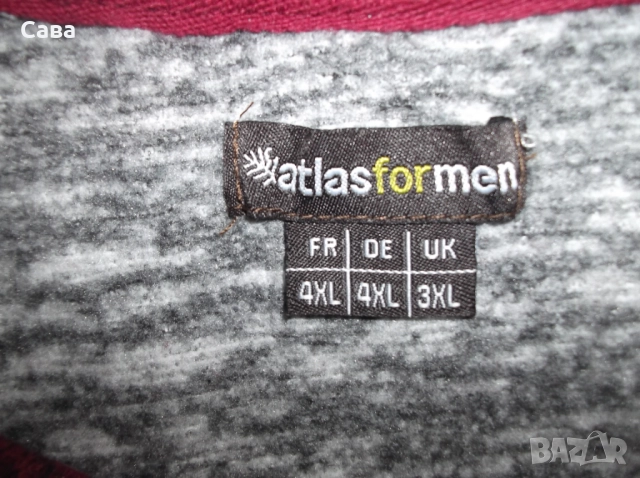 Сава
atlasformen
FR DE UK
4XL 4XL 3XL
BAZAR